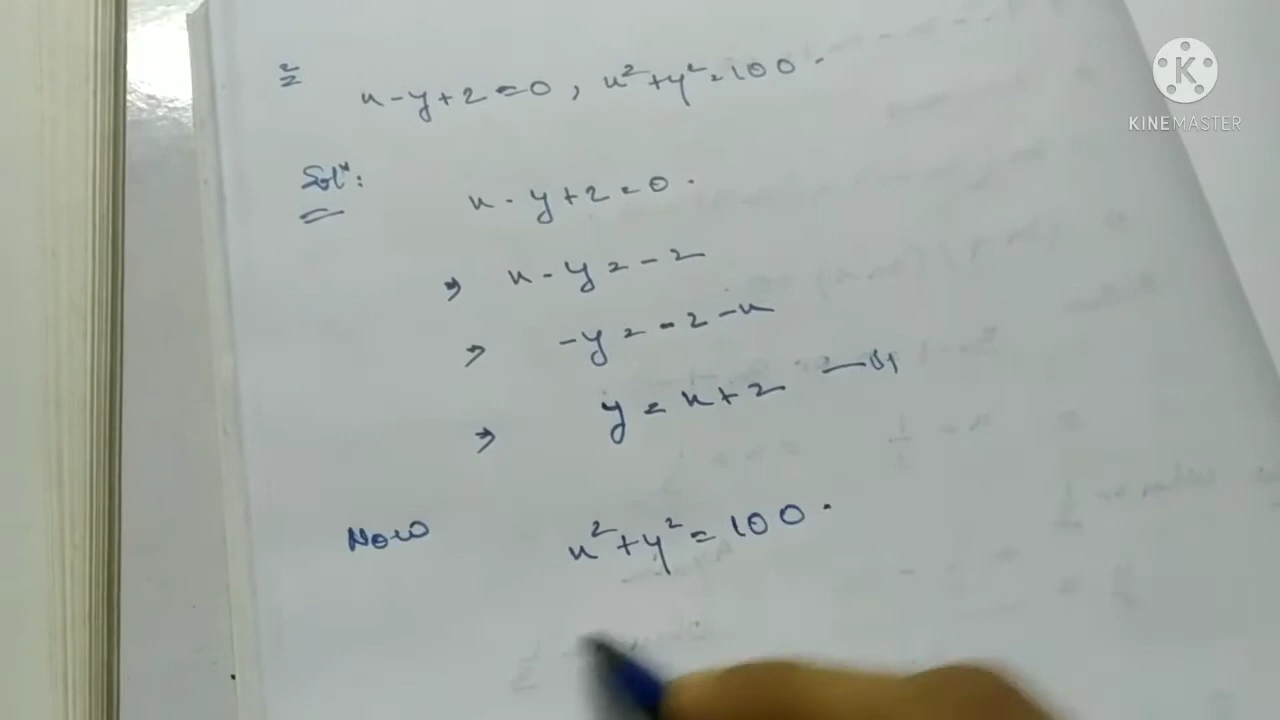 2
x - y + 2 = 0, x² + y² = 100.
Solⁿ:
x - y + 2 = 0.
⇒ x - y = -2
⇒ -y = -2 - x
⇒ y = x + 2 —(1)
Now x² + y² = 100.
K
KINEMASTER